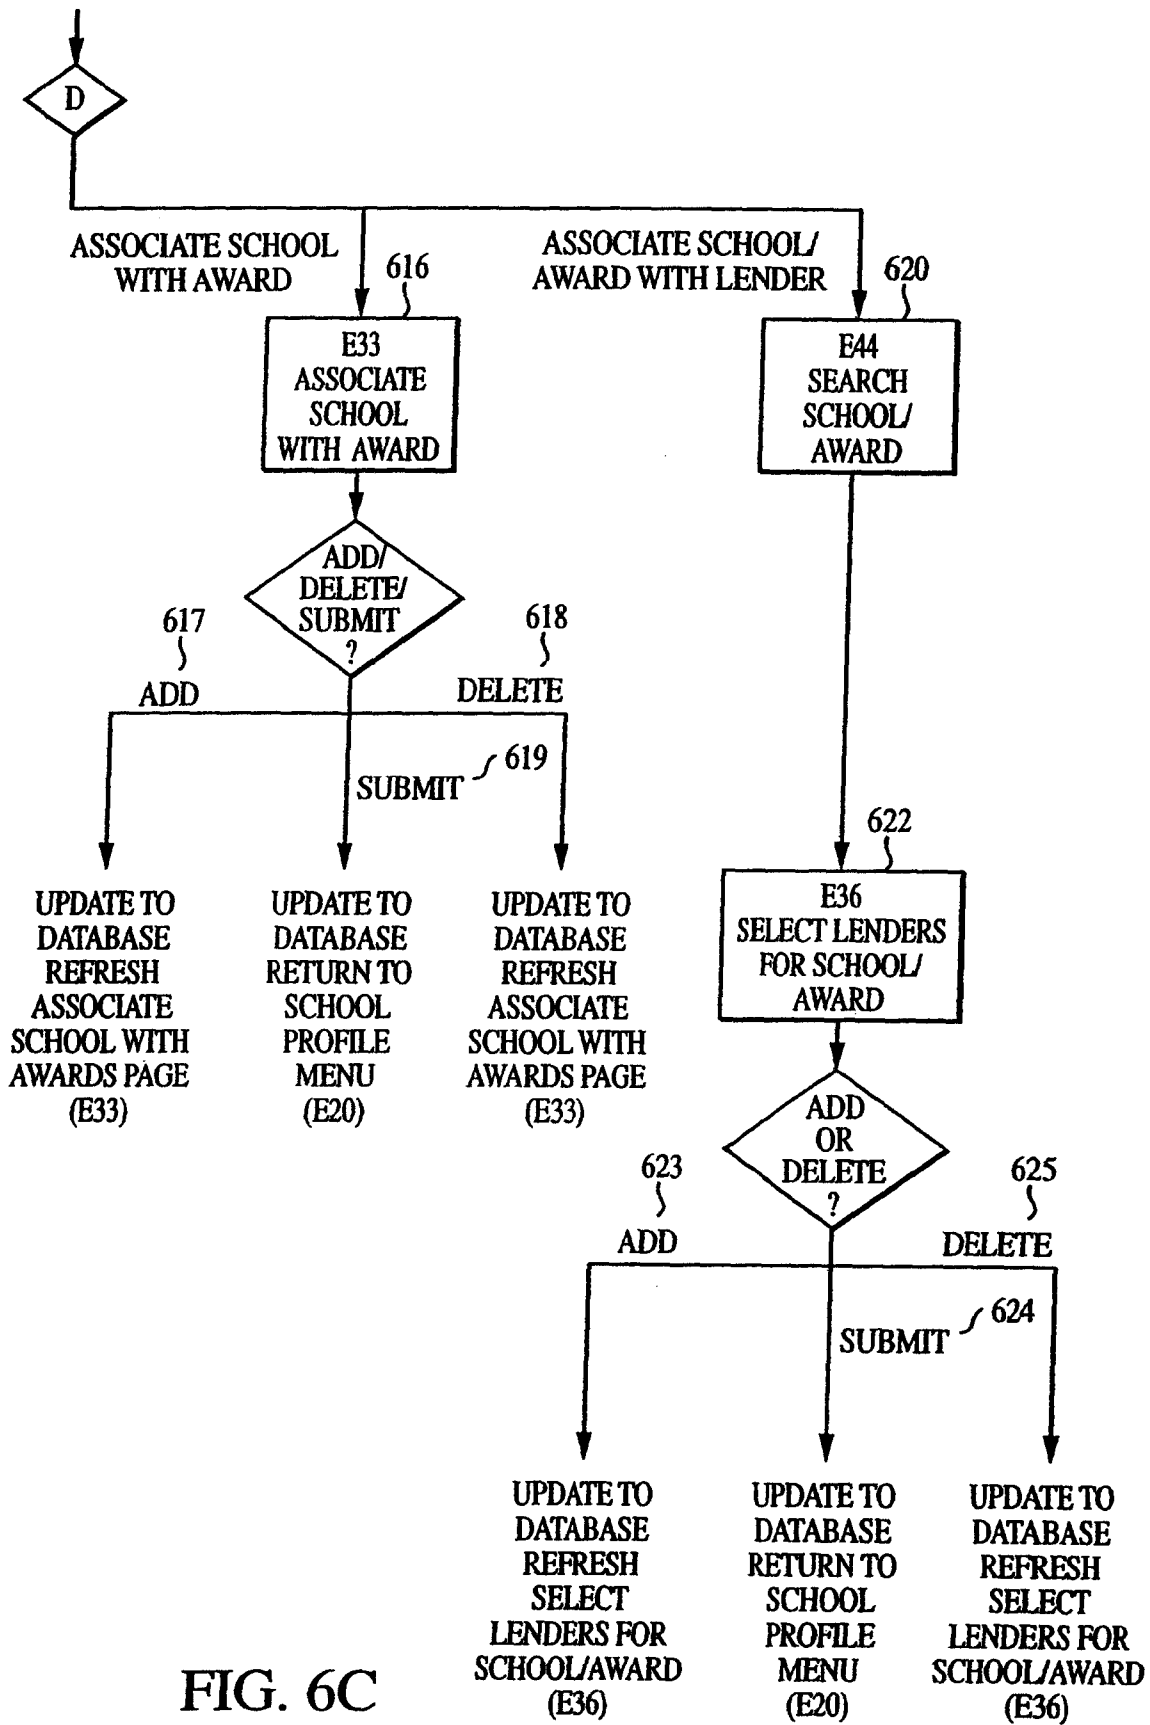 D
ASSOCIATE SCHOOL
WITH AWARD
616
E33
ASSOCIATE
SCHOOL
WITH AWARD
ADD/
DELETE/
SUBMIT
?
617
ADD
618
DELETE
619
SUBMIT
UPDATE TO
DATABASE
REFRESH
ASSOCIATE
SCHOOL WITH
AWARDS PAGE
(E33)
UPDATE TO
DATABASE
RETURN TO
SCHOOL
PROFILE
MENU
(E20)
UPDATE TO
DATABASE
REFRESH
ASSOCIATE
SCHOOL WITH
AWARDS PAGE
(E33)
ASSOCIATE SCHOOL/
AWARD WITH LENDER
620
E44
SEARCH
SCHOOL/
AWARD
622
E36
SELECT LENDERS
FOR SCHOOL/
AWARD
ADD
OR
DELETE
?
623
ADD
625
DELETE
624
SUBMIT
UPDATE TO
DATABASE
REFRESH
SELECT
LENDERS FOR
SCHOOL/AWARD
(E36)
UPDATE TO
DATABASE
RETURN TO
SCHOOL
PROFILE
MENU
(E20)
UPDATE TO
DATABASE
REFRESH
SELECT
LENDERS FOR
SCHOOL/AWARD
(E36)
FIG. 6C